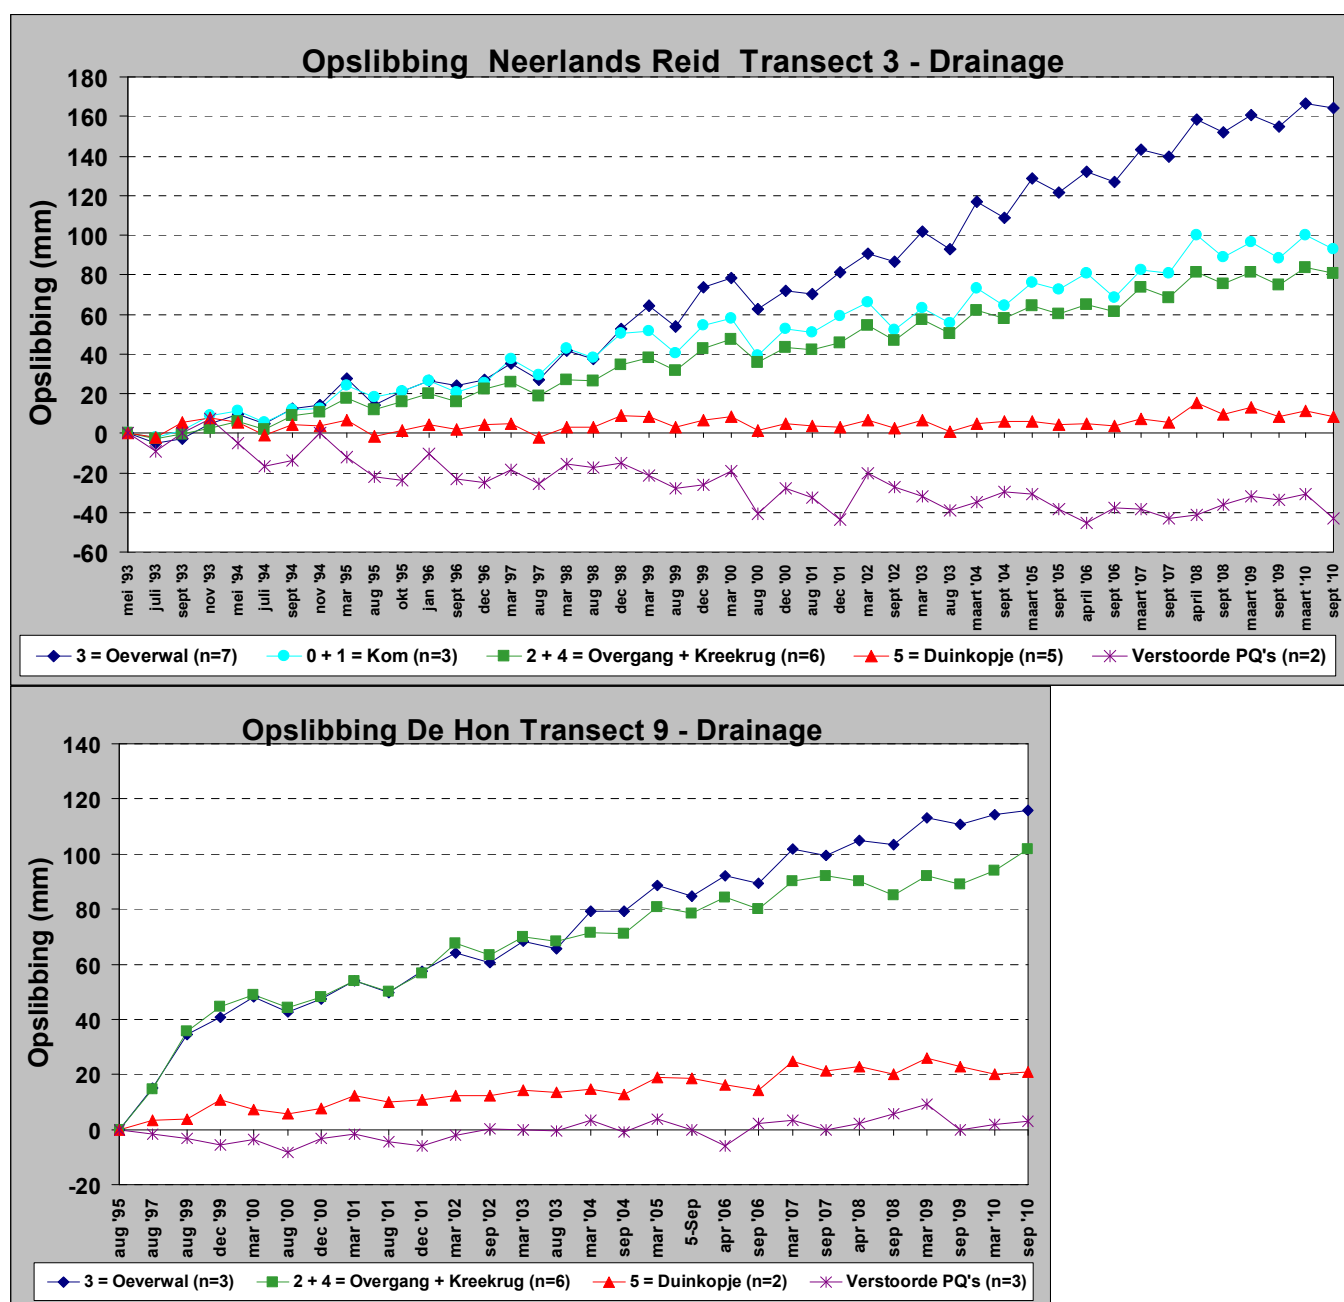 Opslibbing Neerlands Reid Transect 3 - Drainage
180
160
140
120
100
80
60
40
20
0
-20
-40
-60
Opslibbing (mm)
mei '93
juli '93
sept '93
nov '93
mei '94
juli '94
sept '94
nov '94
mar '95
aug '95
okt '95
jan '96
sept '96
dec '96
mar '97
aug '97
mar '98
aug '98
dec '98
mar '99
aug '99
dec '99
mar '00
aug '00
dec '00
aug '01
dec '01
mar '02
sept '02
mar '03
aug '03
maart '04
sept '04
maart '05
sept '05
april '06
sept '06
maart '07
sept '07
april '08
sept '08
maart '09
sept '09
maart '10
sept '10
3 = Oeverwal (n=7) 0 + 1 = Kom (n=3) 2 + 4 = Overgang + Kreekrug (n=6) 5 = Duinkopje (n=5) Verstoorde PQ's (n=2)
Opslibbing De Hon Transect 9 - Drainage
140
120
100
80
60
40
20
0
-20
Opslibbing (mm)
aug '95
aug '97
aug '99
dec '99
mar '00
aug '00
dec '00
mar '01
aug '01
dec '01
mar '02
sep '02
mar '03
aug '03
mar '04
sep '04
mar '05
5-Sep
apr '06
sep '06
mar '07
sep '07
apr '08
sep '08
mar '09
sep '09
mar '10
sep '10
3 = Oeverwal (n=3) 2 + 4 = Overgang + Kreekrug (n=6) 5 = Duinkopje (n=2) Verstoorde PQ's (n=3)